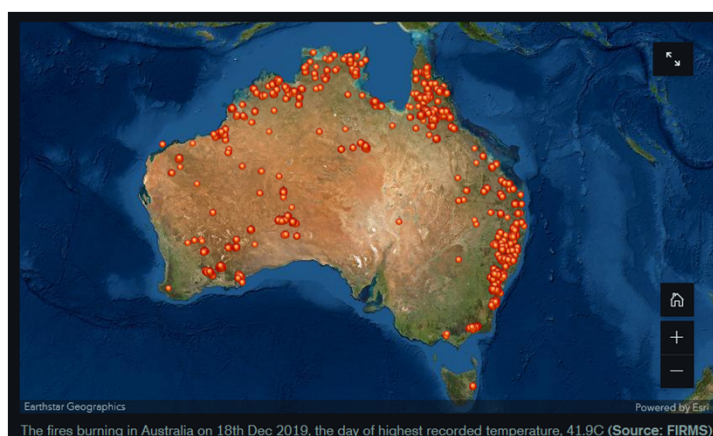 Earthstar Geographics
Powered by Esri
The fires burning in Australia on 18th Dec 2019, the day of highest recorded temperature, 41.9C (Source: FIRMS)